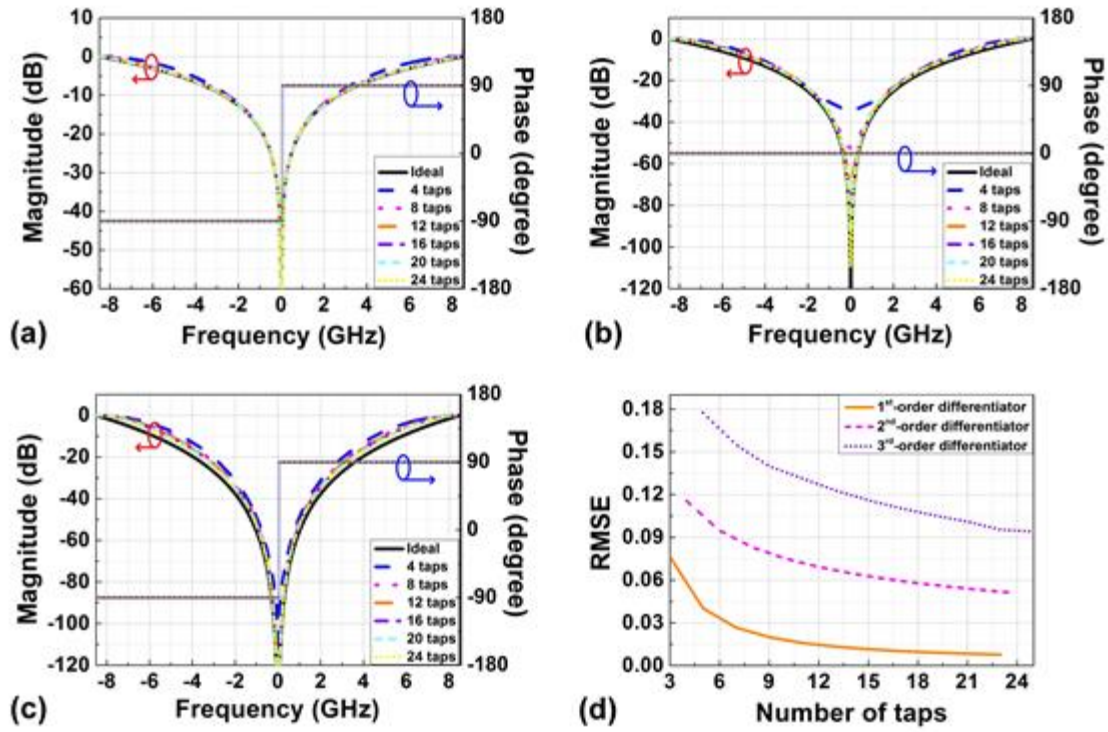 10
0
-10
-20
-30
-40
-50
-60
Magnitude (dB)
180
90
0
-90
-180
Phase (degree)
Ideal
4 taps
8 taps
12 taps
16 taps
20 taps
24 taps
-8 -6 -4 -2 0 2 4 6 8
Frequency (GHz)
(a)
0
-20
-40
-60
-80
-100
-120
Magnitude (dB)
180
90
0
-90
-180
Phase (degree)
Ideal
4 taps
8 taps
12 taps
16 taps
20 taps
24 taps
-8 -6 -4 -2 0 2 4 6 8
Frequency (GHz)
(b)
0
-20
-40
-60
-80
-100
-120
Magnitude (dB)
180
90
0
-90
-180
Phase (degree)
Ideal
4 taps
8 taps
12 taps
16 taps
20 taps
24 taps
-8 -6 -4 -2 0 2 4 6 8
Frequency (GHz)
(c)
0.18
0.15
0.12
0.09
0.06
0.03
0.00
RMSE
1st-order differentiator
2nd-order differentiator
3rd-order differentiator
3 6 9 12 15 18 21 24
Number of taps
(d)